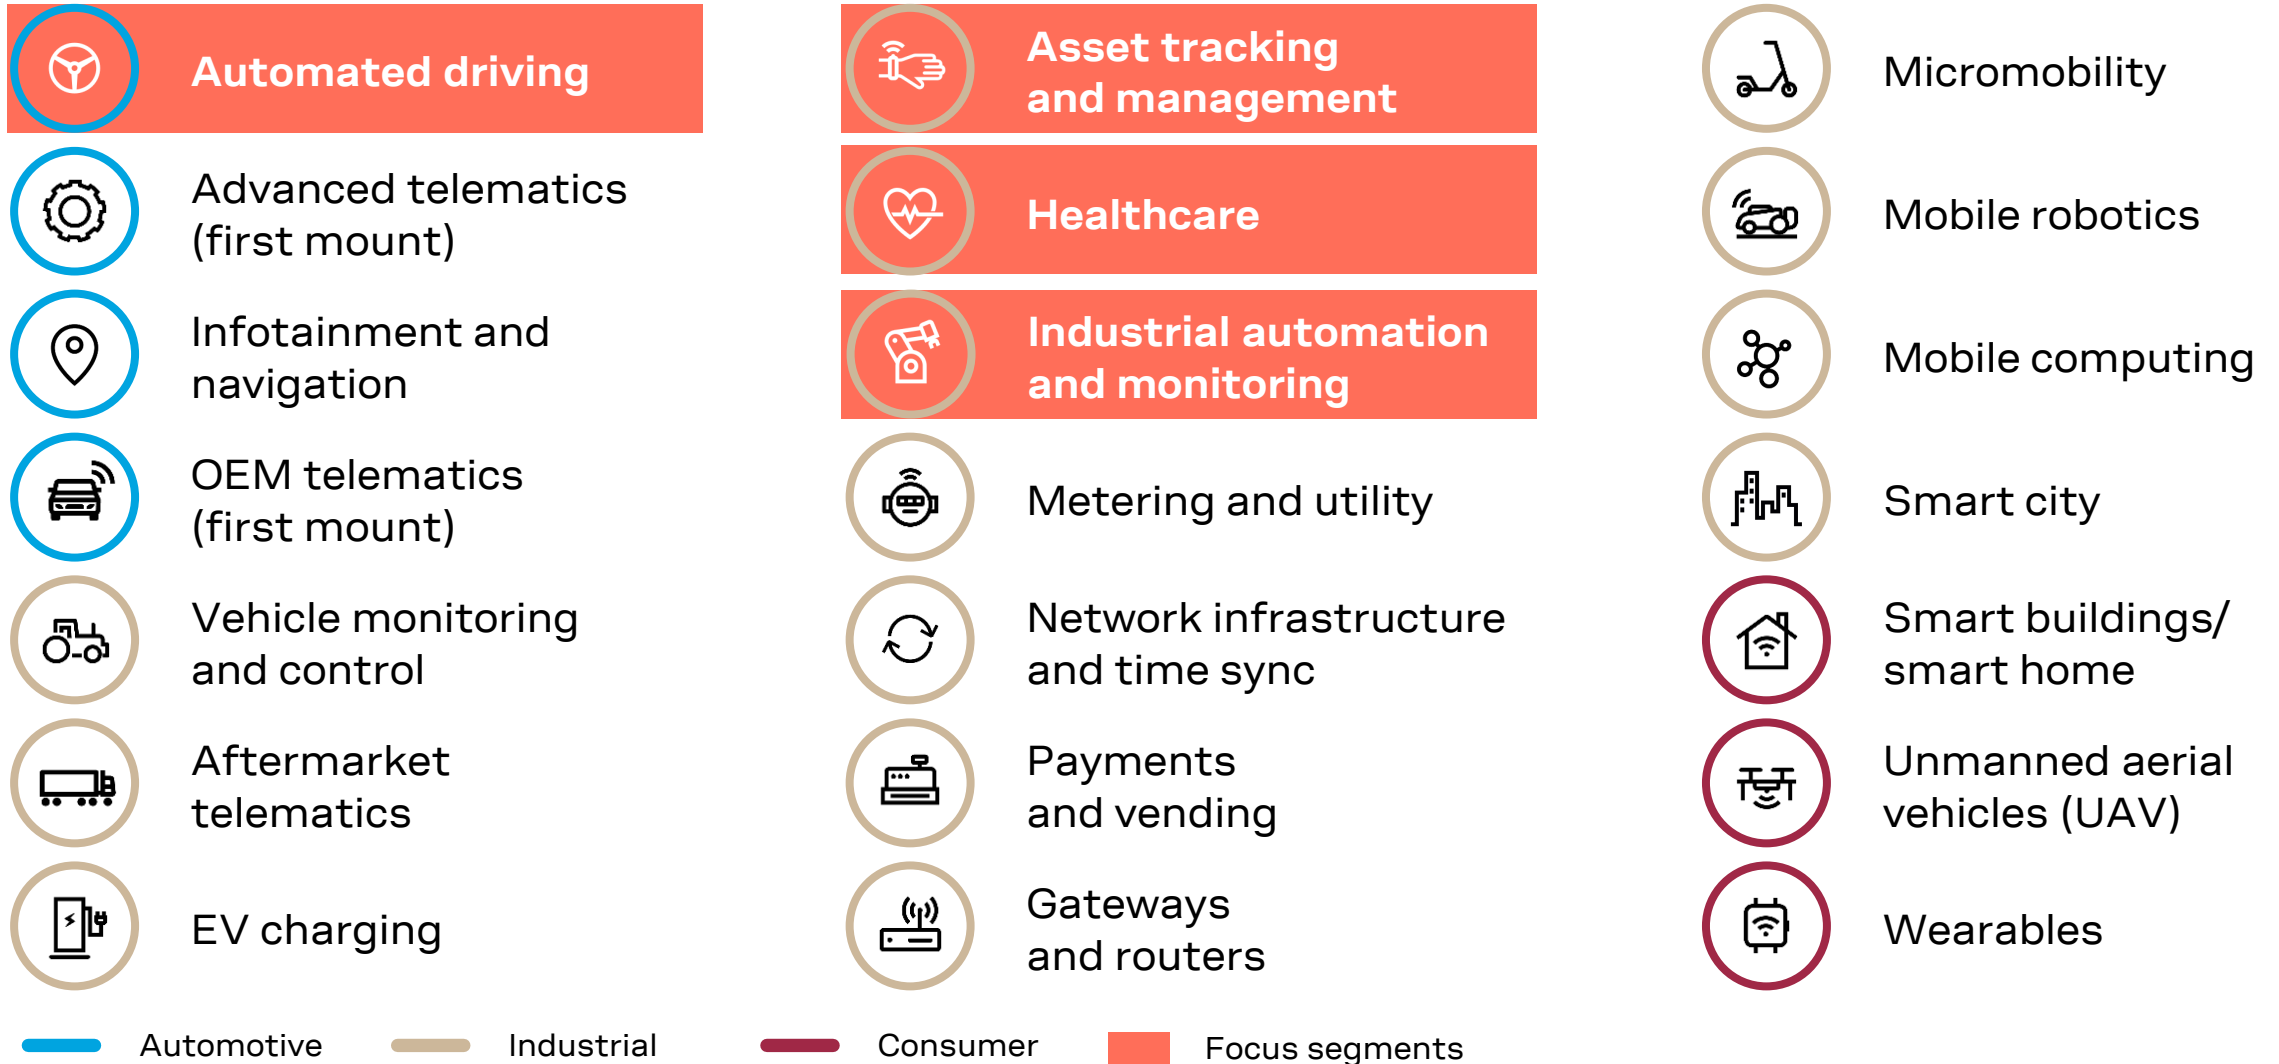 Automated driving
Advanced telematics
(first mount)
Infotainment and
navigation
OEM telematics
(first mount)
Vehicle monitoring
and control
Aftermarket
telematics
EV charging
Asset tracking
and management
Healthcare
Industrial automation
and monitoring
Metering and utility
Network infrastructure
and time sync
Payments
and vending
Gateways
and routers
Micromobility
Mobile robotics
Mobile computing
Smart city
Smart buildings/
smart home
Unmanned aerial
vehicles (UAV)
Wearables
Automotive
Industrial
Consumer
Focus segments